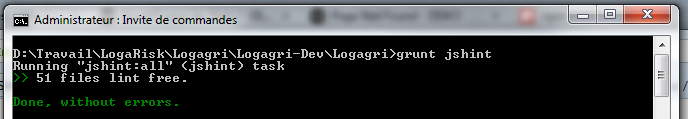 Administrateur : Invite de commandes
D:\Travail\LogaRisk\Logagri\Logagri-Dev\Logagri>grunt jshint
Running "jshint:all" (jshint) task
>> 51 files lint free.
Done, without errors.